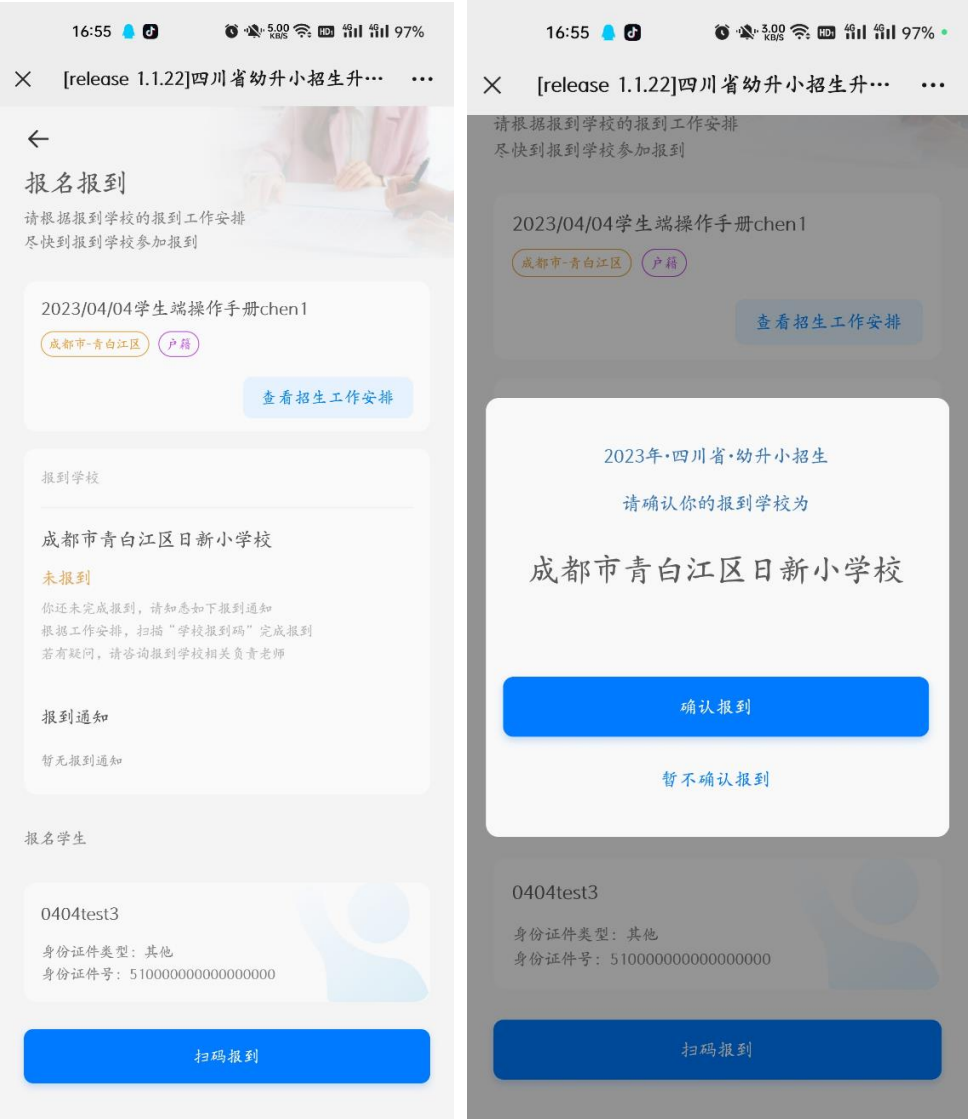 16:55
5.00
KB/S
HD
4G
4G
97%
[release 1.1.22]四川省幼升小招生升…
报名报到
请根据报到学校的报到工作安排
尽快到报到学校参加报到
2023/04/04学生端操作手册chen1
成都市-青白江区
户籍
查看招生工作安排
报到学校
成都市青白江区日新小学校
未报到
你还未完成报到，请知悉如下报到通知
根据工作安排，扫描“学校报到码”完成报到
若有疑问，请咨询报到学校相关负责老师
报到通知
暂无报到通知
报名学生
0404test3
身份证件类型：其他
身份证件号：510000000000000000
扫码报到
16:55
3.00
KB/S
HD
4G
4G
97%
[release 1.1.22]四川省幼升小招生升…
请根据报到学校的报到工作安排
尽快到报到学校参加报到
2023/04/04学生端操作手册chen1
成都市-青白江区
户籍
查看招生工作安排
2023年·四川省·幼升小招生
请确认你的报到学校为
成都市青白江区日新小学校
确认报到
暂不确认报到
0404test3
身份证件类型：其他
身份证件号：510000000000000000
扫码报到